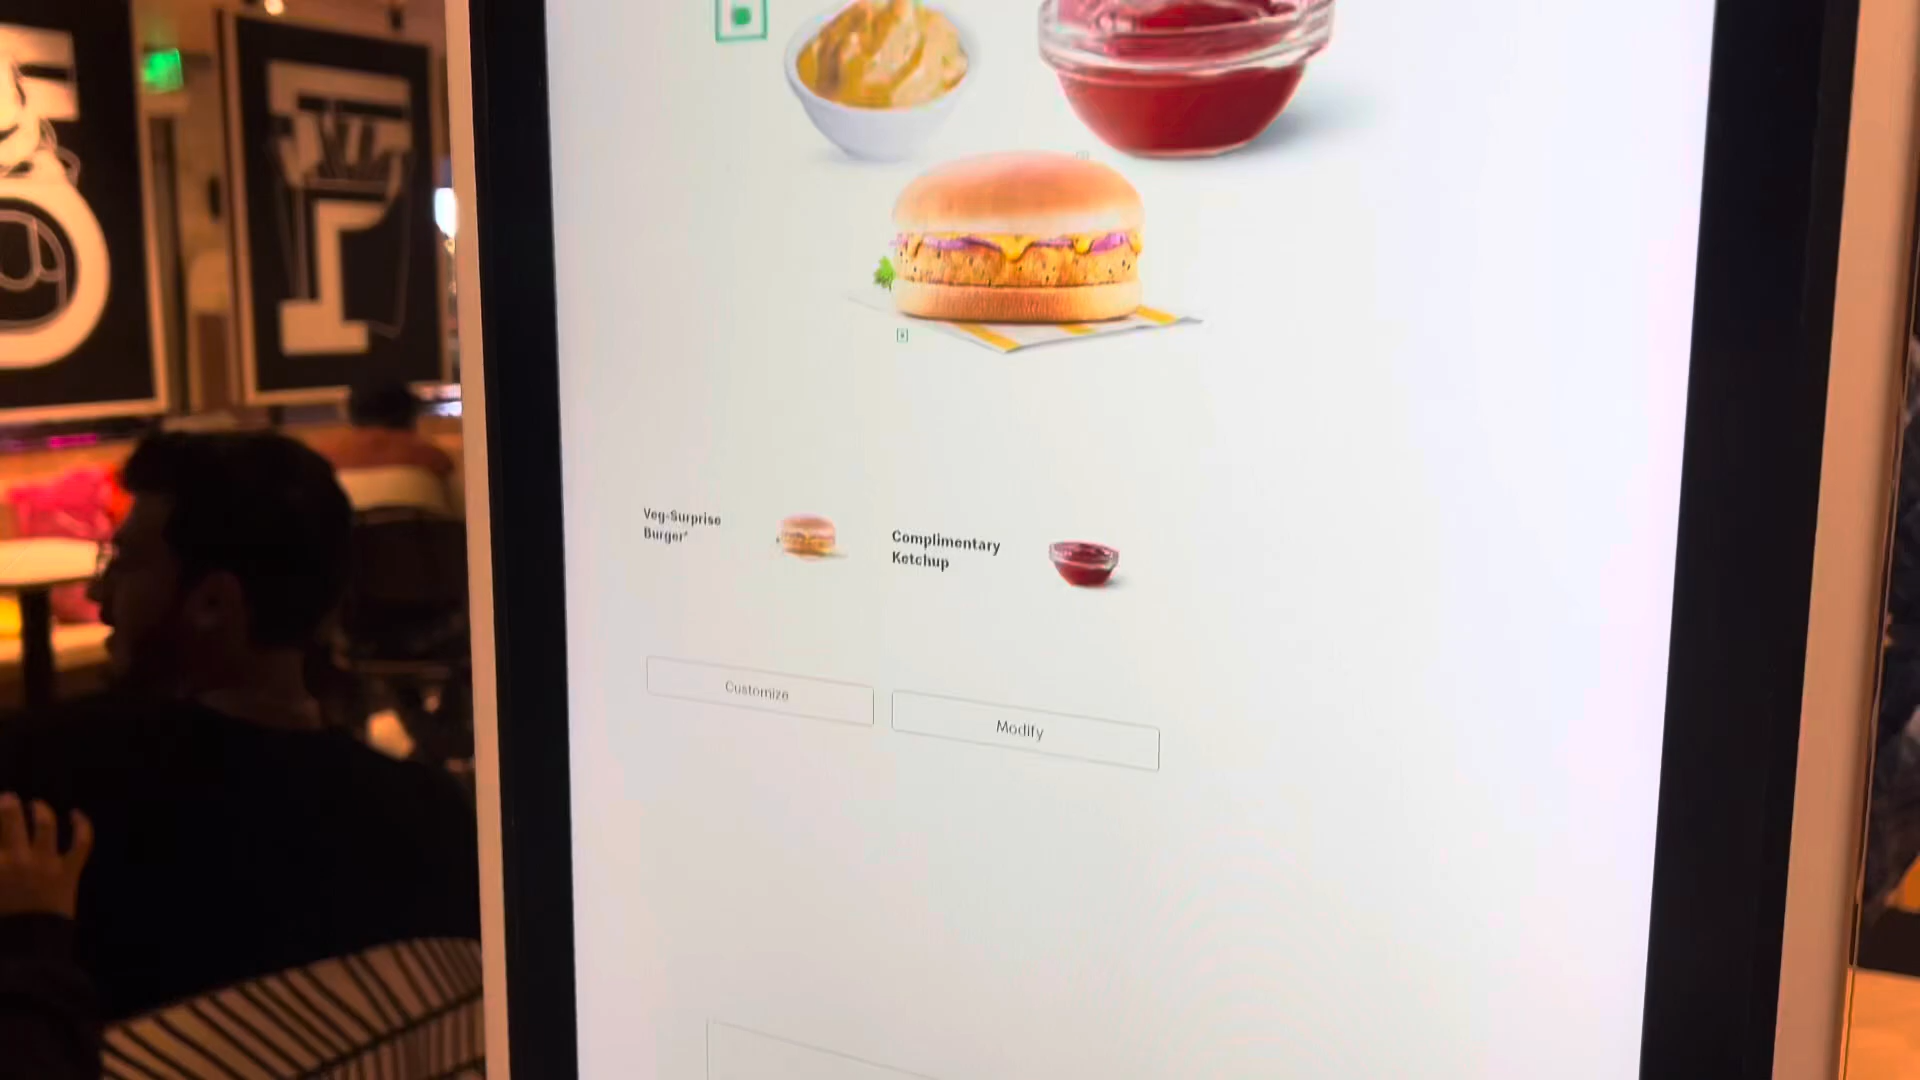 Veg-Surprise
Burger*
Complimentary
Ketchup
Customize
Modify